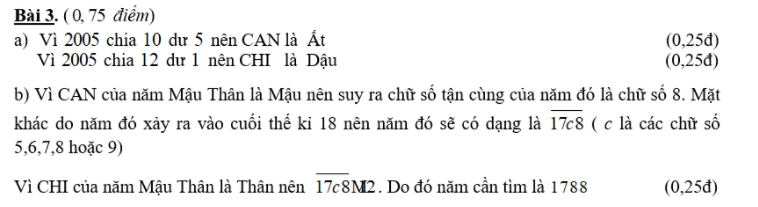 Bài 3. ( 0, 75 điểm)
a) Vì 2005 chia 10 dư 5 nên CAN là Ất (0,25đ)
Vì 2005 chia 12 dư 1 nên CHI là Dậu (0,25đ)
b) Vì CAN của năm Mậu Thân là Mậu nên suy ra chữ số tận cùng của năm đó là chữ số 8. Mặt
khác do năm đó xảy ra vào cuối thế kỉ 18 nên năm đó sẽ có dạng là 17c8 ( c là các chữ số
5,6,7,8 hoặc 9)
Vì CHI của năm Mậu Thân là Thân nên 17c8M12. Do đó năm cần tìm là 1788 (0,25đ)